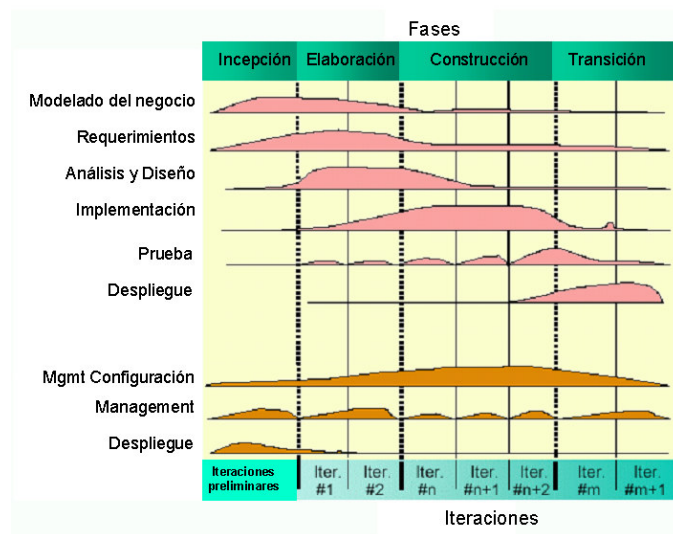 Fases
Incepción Elaboración Construcción Transición
Modelado del negocio
Requerimientos
Análisis y Diseño
Implementación
Prueba
Despliegue
Mgmt Configuración
Management
Despliegue
Iteraciones preliminares Iter. #1 Iter. #2 Iter. #n Iter. #n+1 Iter. #n+2 Iter. #m Iter. #m+1
Iteraciones